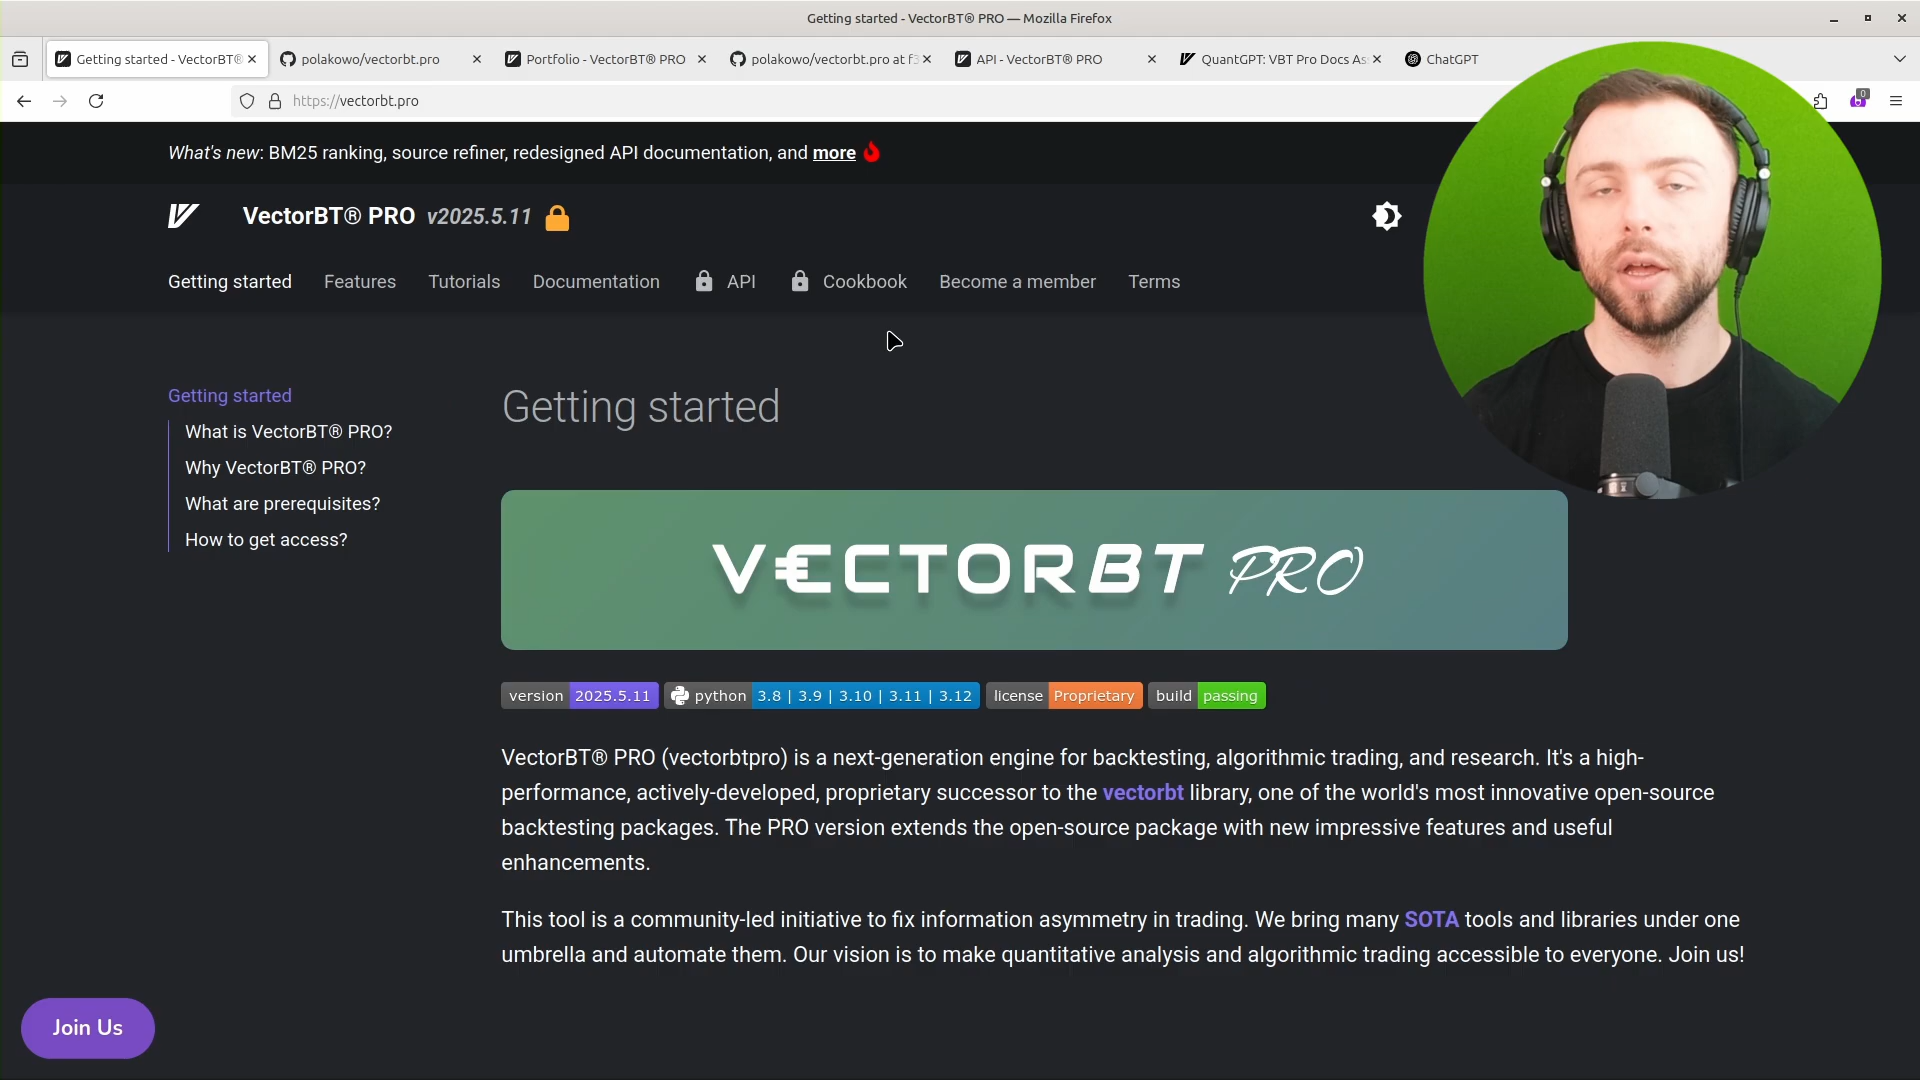 Getting started - VectorBT® PRO — Mozilla Firefox
Getting started - VectorBT®
polakowo/vectorbt.pro
Portfolio - VectorBT® PRO
polakowo/vectorbt.pro at f3
API - VectorBT® PRO
QuantGPT: VBT Pro Docs As
ChatGPT
https://vectorbt.pro
0
What's new: BM25 ranking, source refiner, redesigned API documentation, and more
VectorBT® PRO v2025.5.11
Getting started Features Tutorials Documentation API Cookbook Become a member Terms
Getting started
What is VectorBT® PRO?
Why VectorBT® PRO?
What are prerequisites?
How to get access?
Getting started
V€CTORBT PRO
version 2025.5.11 python 3.8 | 3.9 | 3.10 | 3.11 | 3.12 license Proprietary build passing
VectorBT® PRO (vectorbtpro) is a next-generation engine for backtesting, algorithmic trading, and research. It's a high-
performance, actively-developed, proprietary successor to the vectorbt library, one of the world's most innovative open-source
backtesting packages. The PRO version extends the open-source package with new impressive features and useful
enhancements.
This tool is a community-led initiative to fix information asymmetry in trading. We bring many SOTA tools and libraries under one
umbrella and automate them. Our vision is to make quantitative analysis and algorithmic trading accessible to everyone. Join us!
Join Us